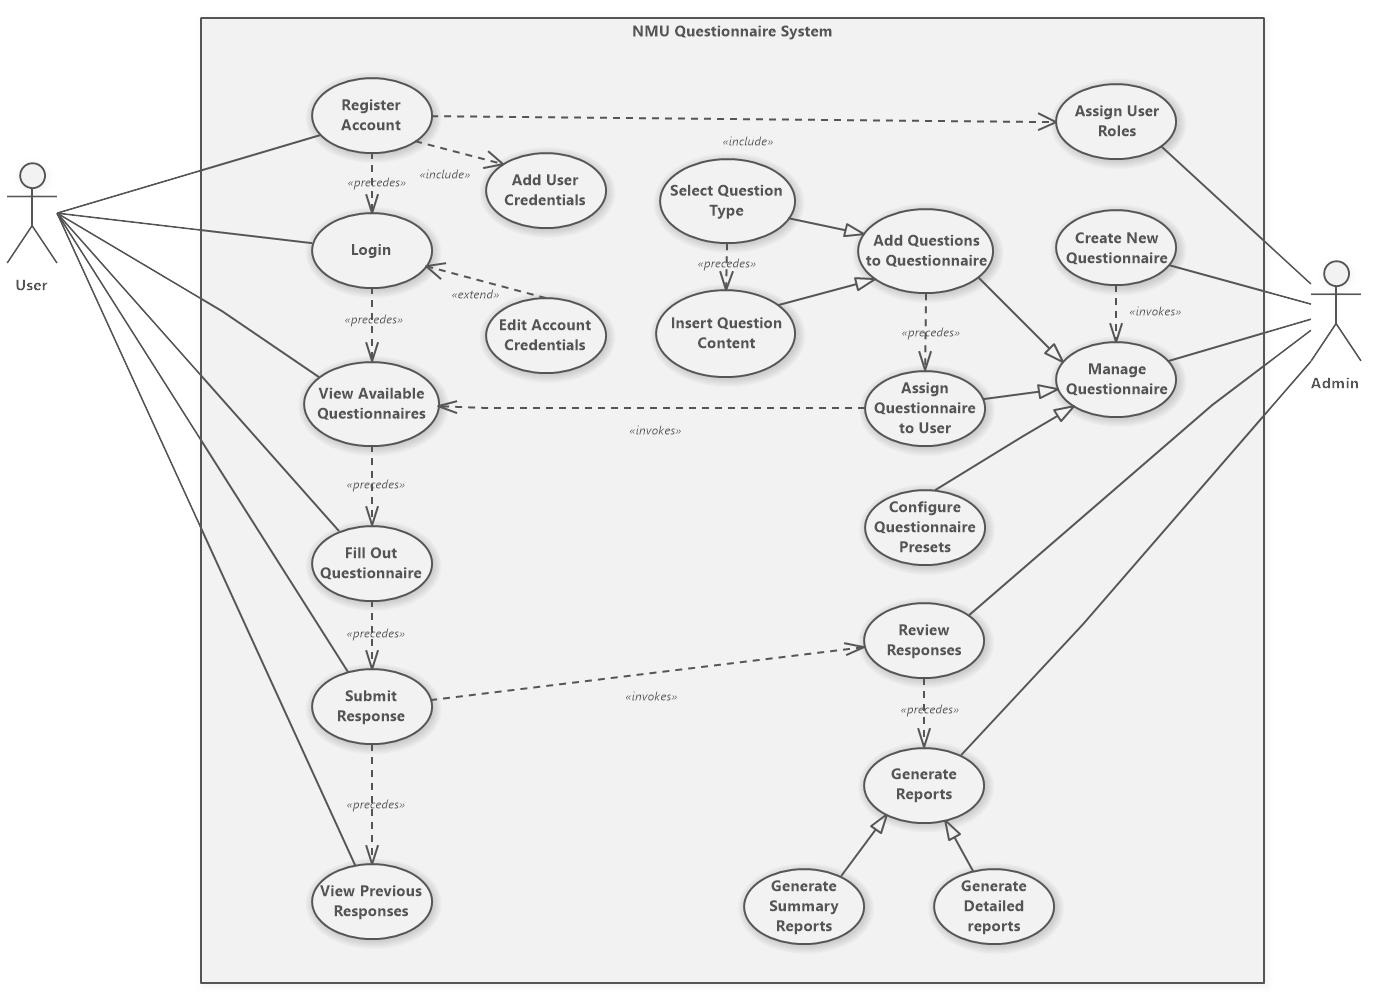 NMU Questionnaire System
Register
Account
Assign User
Roles
«include»
«include»
«precedes»
Add User
Credentials
Select Question
Type
User
Login
Add Questions
to Questionnaire
Create New
Questionnaire
«precedes»
«extend»
«invokes»
«precedes»
Edit Account
Credentials
Insert Question
Content
«precedes»
Manage
Questionnaire
Admin
View Available
Questionnaires
Assign
Questionnaire
to User
«invokes»
«precedes»
Configure
Questionnaire
Presets
Fill Out
Questionnaire
«precedes»
Review
Responses
Submit
Response
«invokes»
«precedes»
Generate
Reports
«precedes»
View Previous
Responses
Generate
Summary
Reports
Generate
Detailed
reports